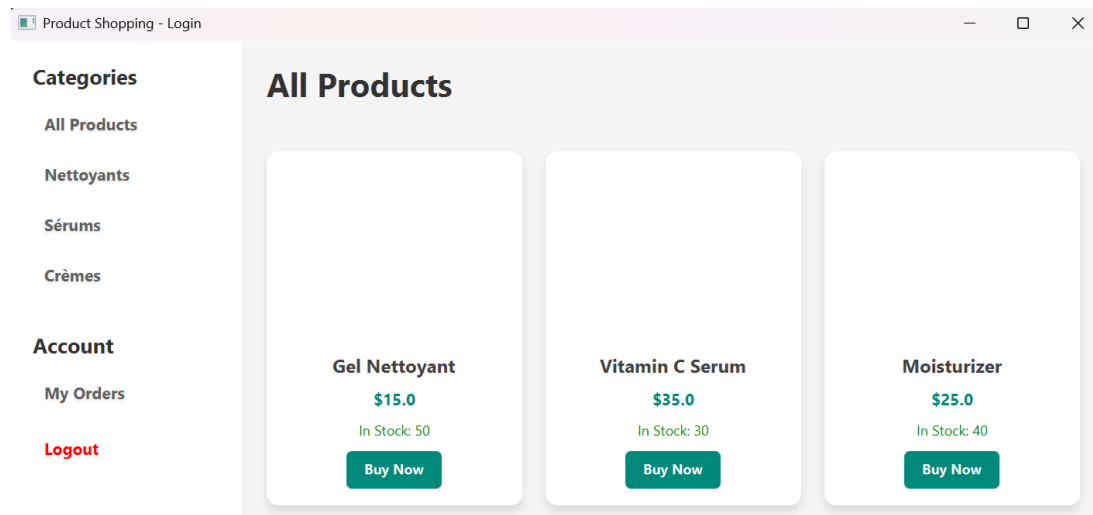 Product Shopping - Login
Categories
All Products
Nettoyants
Sérums
Crèmes
Account
My Orders
Logout
All Products
Gel Nettoyant
$15.0
In Stock: 50
Buy Now
Vitamin C Serum
$35.0
In Stock: 30
Buy Now
Moisturizer
$25.0
In Stock: 40
Buy Now